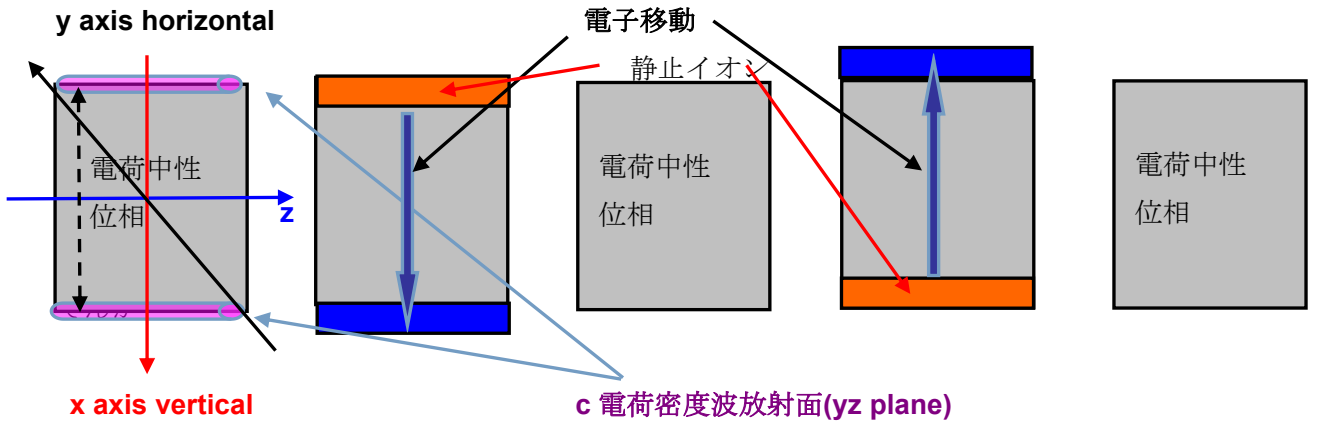 y axis horizontal
電子移動
静止イオン
電荷中性
位相
z
電荷中性
位相
電荷中性
位相
x axis vertical
c 電荷密度波放射面(yz plane)